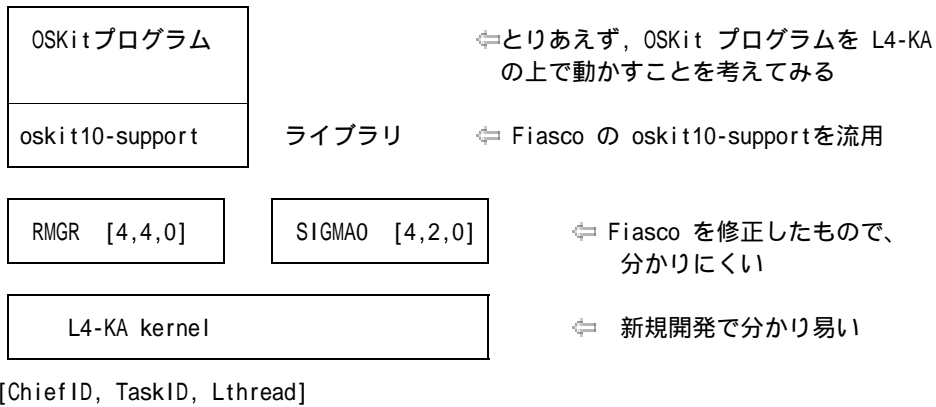 OSKitプログラム ⇦とりあえず, OSKit プログラムを L4-KA
の上で動かすことを考えてみる
oskit10-support ライブラリ ⇦ Fiasco の oskit10-supportを流用
RMGR [4,4,0] SIGMA0 [4,2,0] ⇦ Fiasco を修正したもので、
分かりにくい
L4-KA kernel ⇦ 新規開発で分かり易い
[ChiefID, TaskID, Lthread]